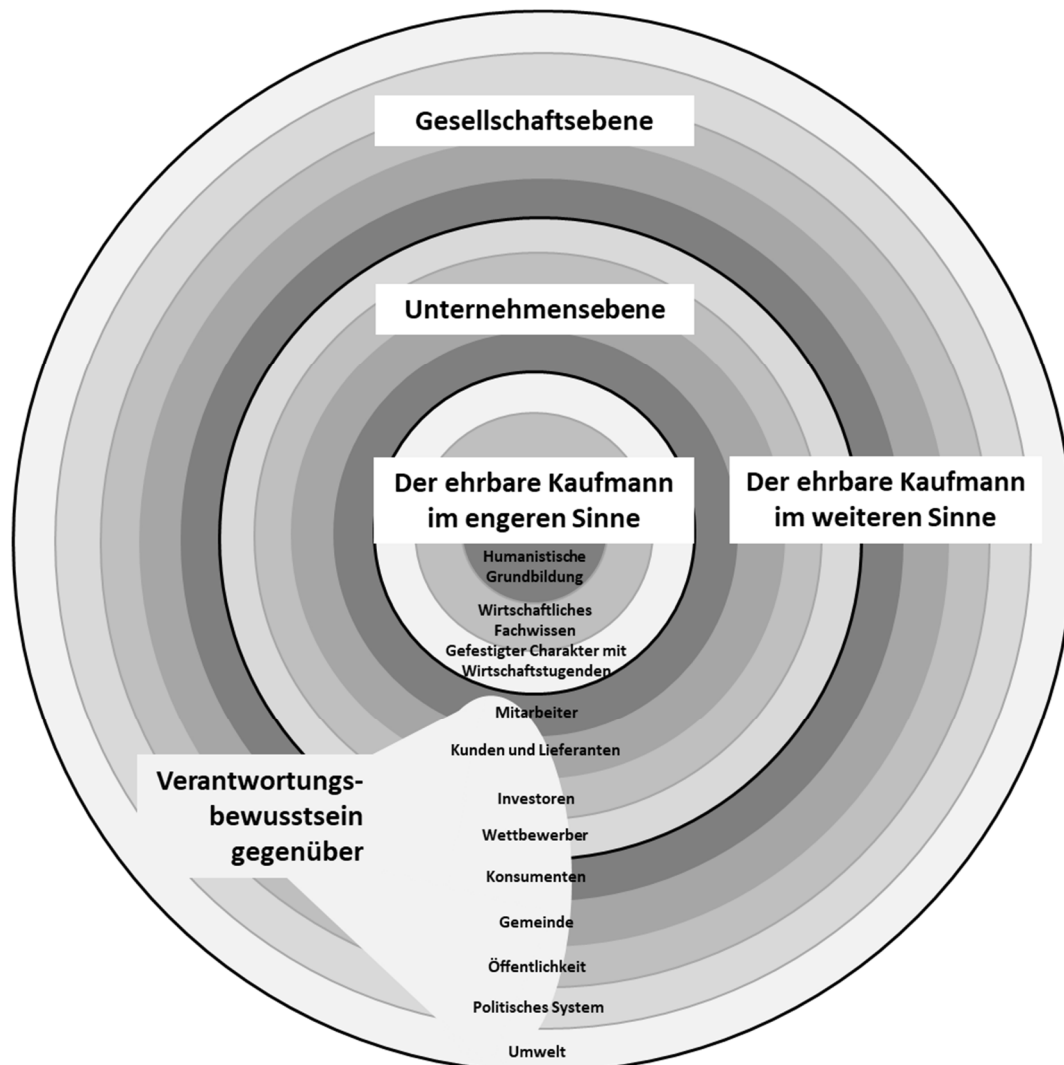 Gesellschaftsebene
Unternehmensebene
Der ehrbare Kaufmann
im engeren Sinne
Der ehrbare Kaufmann
im weiteren Sinne
Humanistische
Grundbildung
Wirtschaftliches
Fachwissen
Gefestigter Charakter mit
Wirtschaftstugenden
Verantwortungs-
bewusstsein
gegenüber
Mitarbeiter
Kunden und Lieferanten
Investoren
Wettbewerber
Konsumenten
Gemeinde
Öffentlichkeit
Politisches System
Umwelt